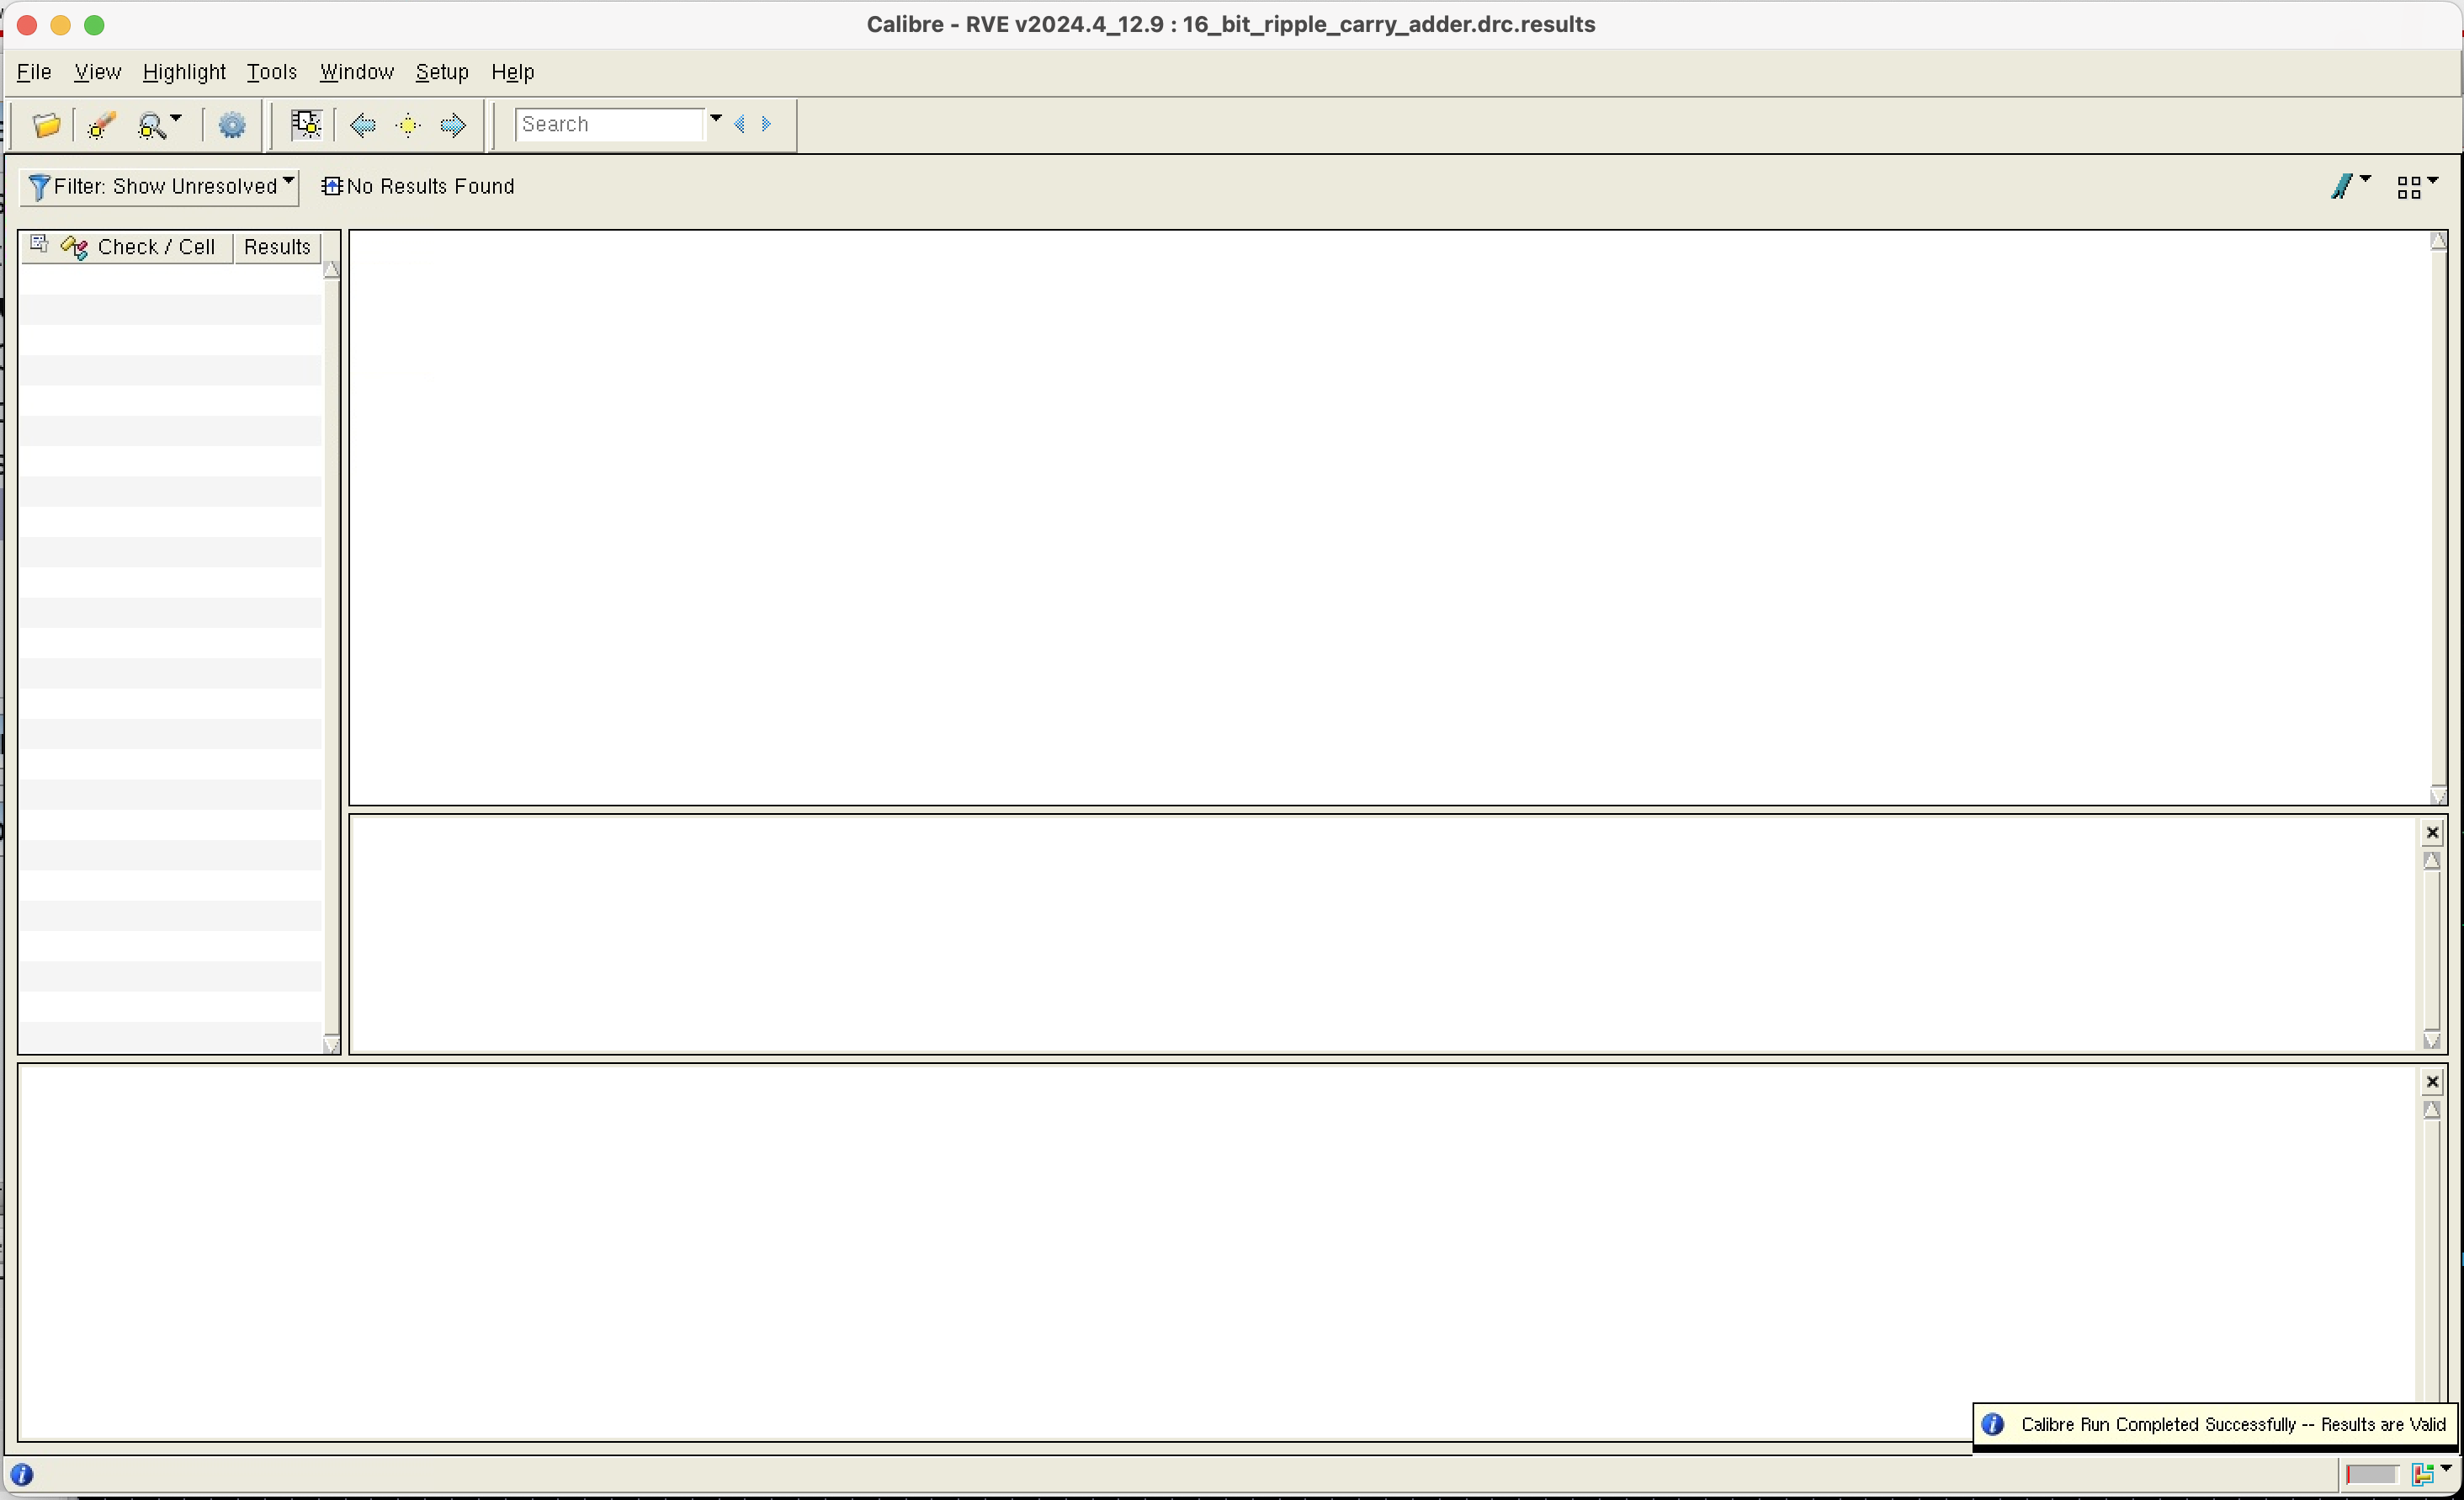 Calibre - RVE v2024.4_12.9 : 16_bit_ripple_carry_adder.drc.results
File View Highlight Tools Window Setup Help
Search
Filter: Show Unresolved No Results Found
Check / Cell Results
Calibre Run Completed Successfully -- Results are Valid